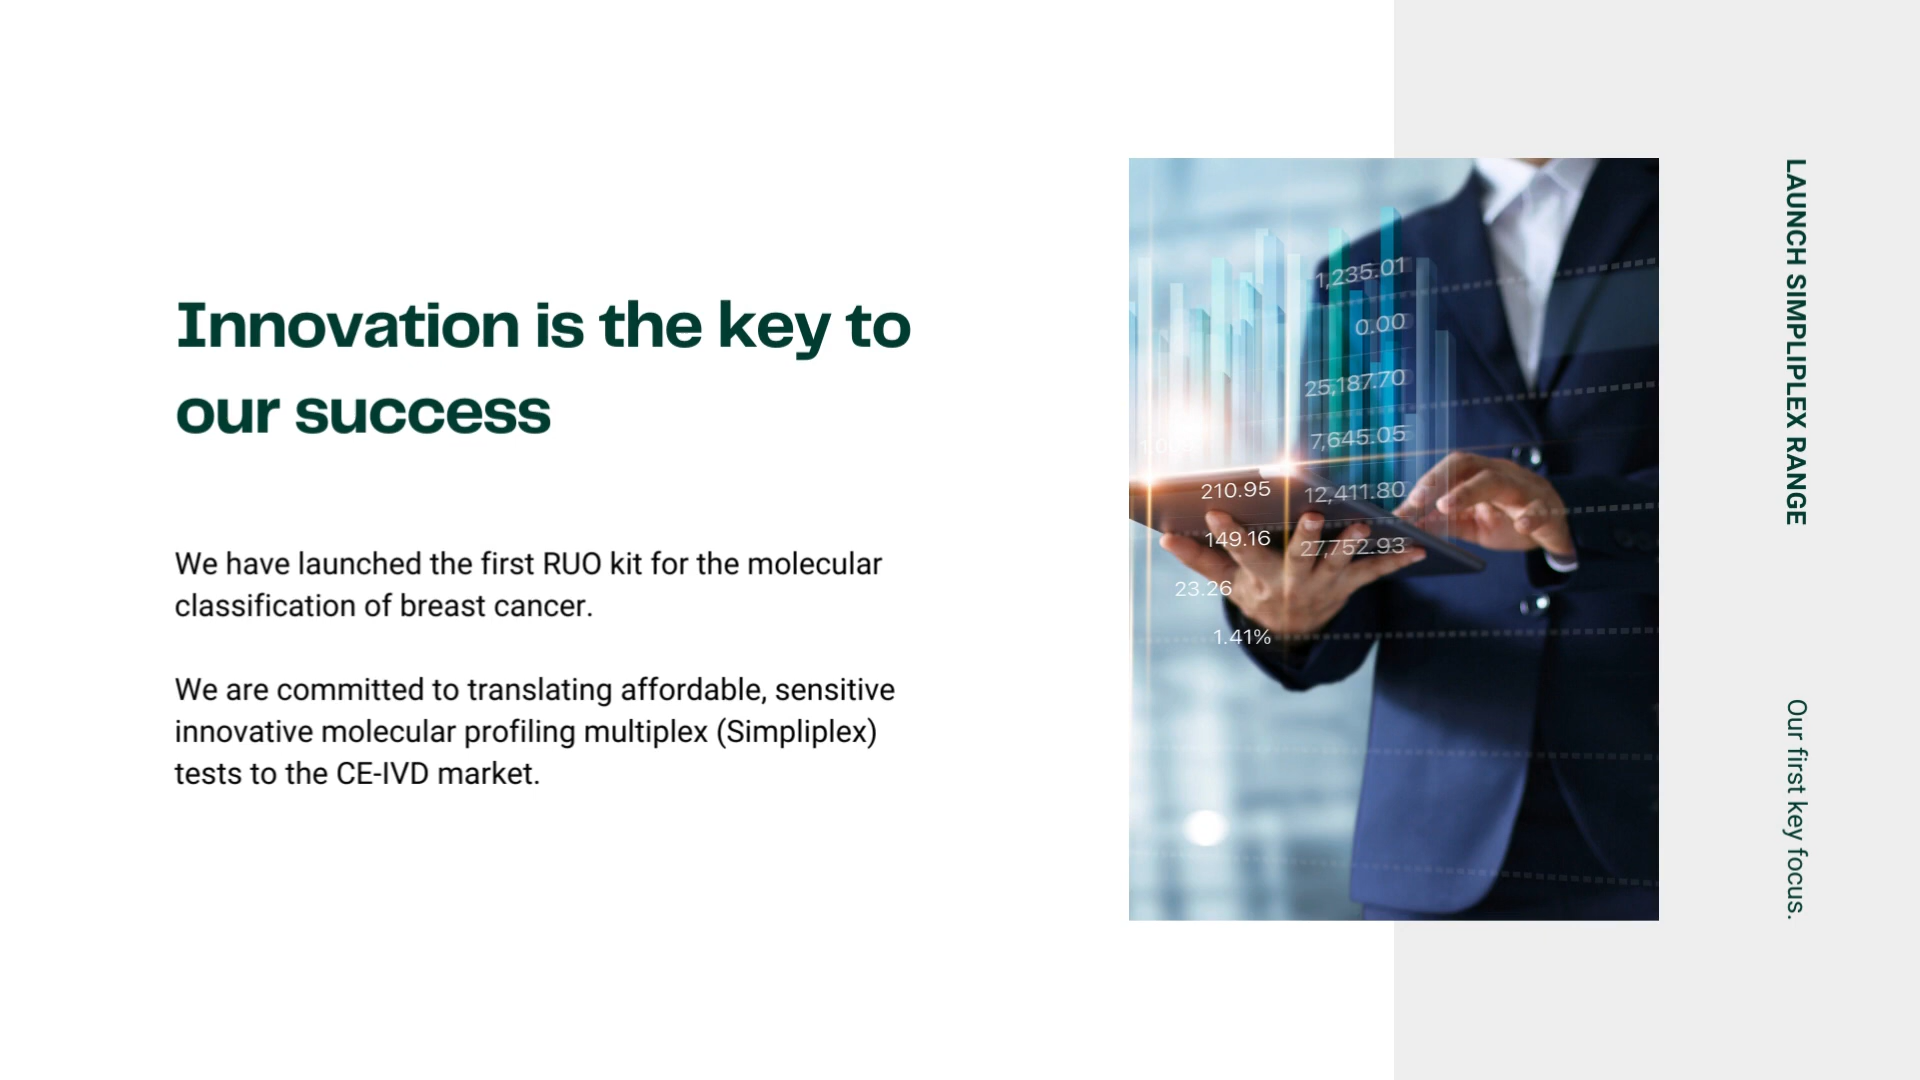 Innovation is the key to
our success
We have launched the first RUO kit for the molecular
classification of breast cancer.
We are committed to translating affordable, sensitive
innovative molecular profiling multiplex (Simpliplex)
tests to the CE-IVD market.
1,235.01
0.00
25,187.70
7,645.05
210.95
12,411.80
149.16
27,752.93
23.26
1.41%
LAUNCH SIMPLIPLEX RANGE
Our first key focus.